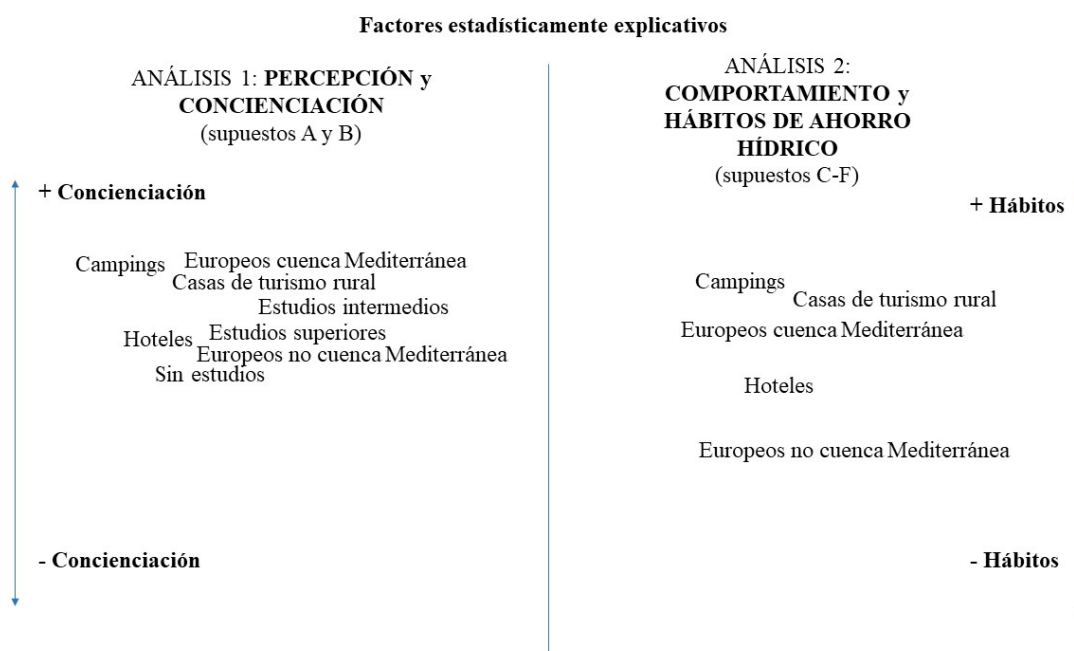 Factores estadísticamente explicativos
ANÁLISIS 1: PERCEPCIÓN y
CONCIENCIACIÓN
(supuestos A y B)
+ Concienciación
Campings
Europeos cuenca Mediterránea
Casas de turismo rural
Estudios intermedios
Estudios superiores
Hoteles
Europeos no cuenca Mediterránea
Sin estudios
- Concienciación
ANÁLISIS 2:
COMPORTAMIENTO y
HÁBITOS DE AHORRO
HÍDRICO
(supuestos C-F)
+ Hábitos
Campings
Casas de turismo rural
Europeos cuenca Mediterránea
Hoteles
Europeos no cuenca Mediterránea
- Hábitos